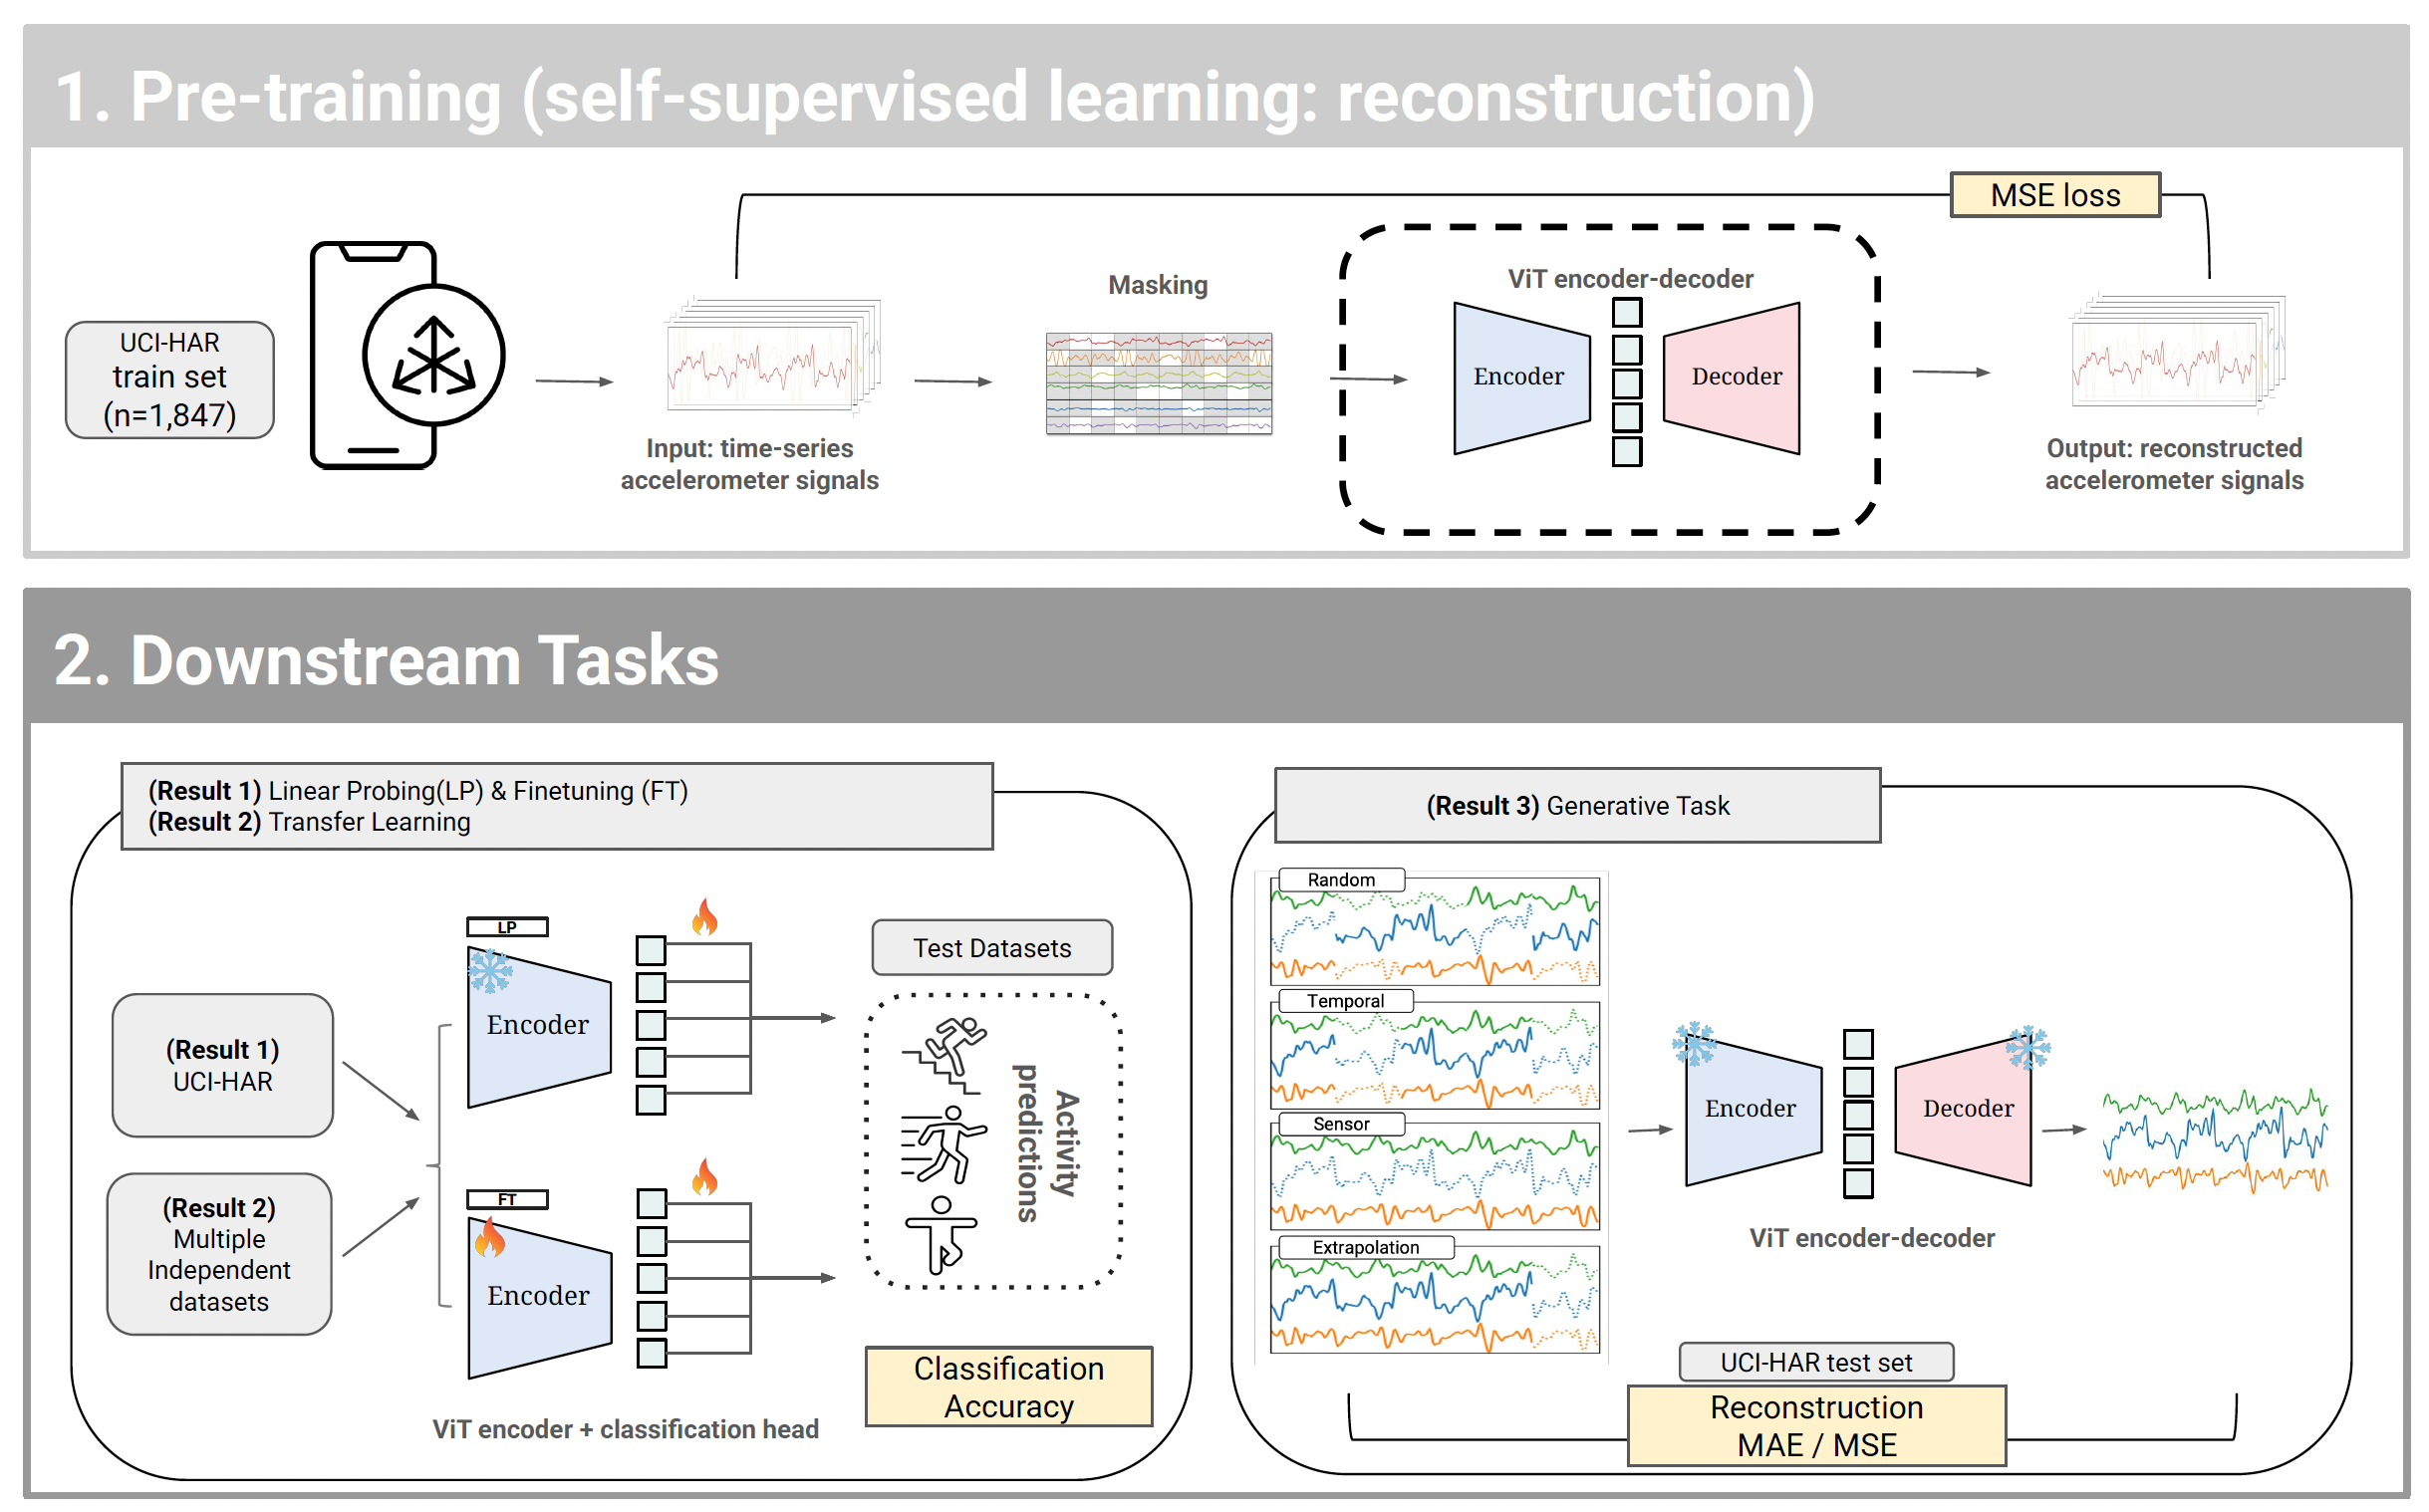 1. Pre-training (self-supervised learning: reconstruction)
MSE loss
UCI-HAR
train set
(n=1,847)
Input: time-series
accelerometer signals
Masking
ViT encoder-decoder
Encoder
Decoder
Output: reconstructed
accelerometer signals
2. Downstream Tasks
(Result 1) Linear Probing(LP) & Finetuning (FT)
(Result 2) Transfer Learning
(Result 1)
UCI-HAR
(Result 2)
Multiple
Independent
datasets
LP
Encoder
FT
Encoder
ViT encoder + classification head
Test Datasets
Activity
predictions
Classification
Accuracy
(Result 3) Generative Task
Random
Temporal
Sensor
Extrapolation
Encoder
Decoder
ViT encoder-decoder
UCI-HAR test set
Reconstruction
MAE / MSE